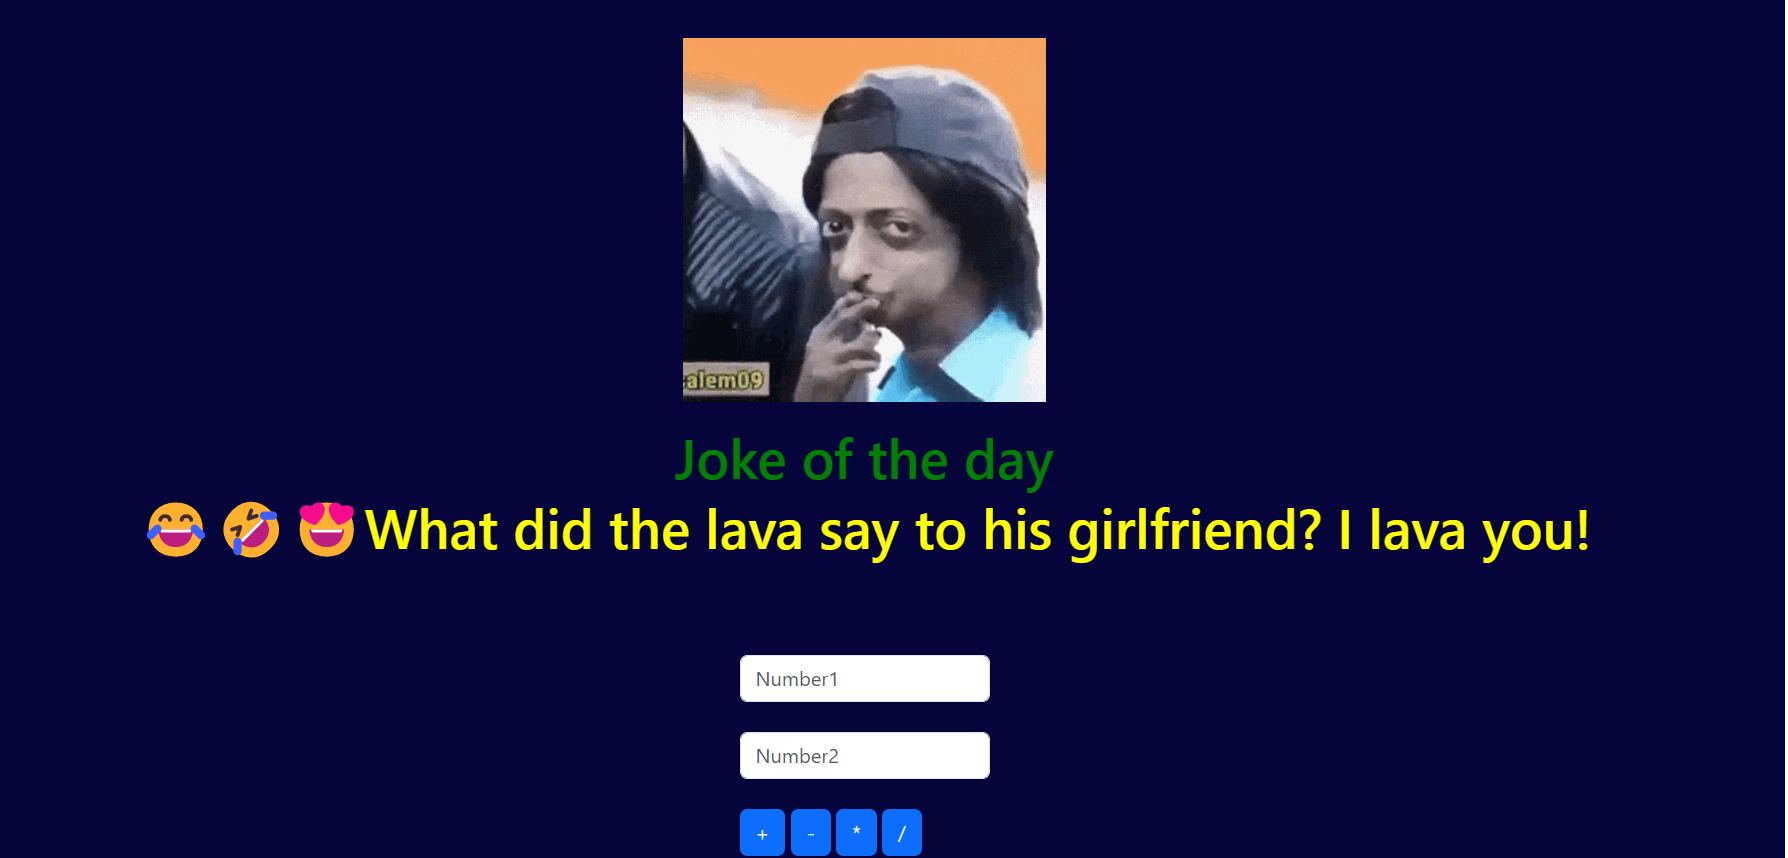 alem09
Joke of the day
😂 🤣 😍What did the lava say to his girlfriend? I lava you!
Number1
Number2
+ - * /